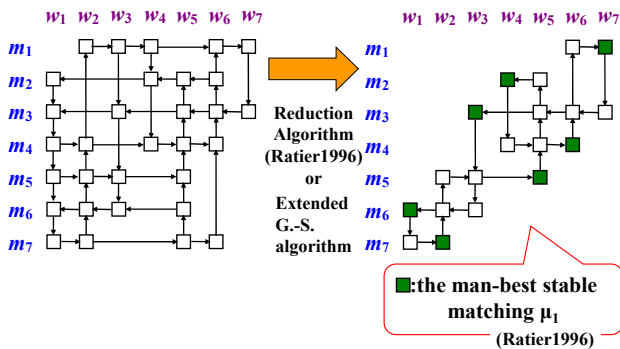 w1 w2 w3 w4 w5 w6 w7
w1 w2 w3 w4 w5 w6 w7
m1
m2
m3
m4
m5
m6
m7
Reduction
Algorithm
(Ratier1996)
or
Extended
G.-S.
algorithm
m1
m2
m3
m4
m5
m6
m7
:the man-best stable
matching μ1
(Ratier1996)